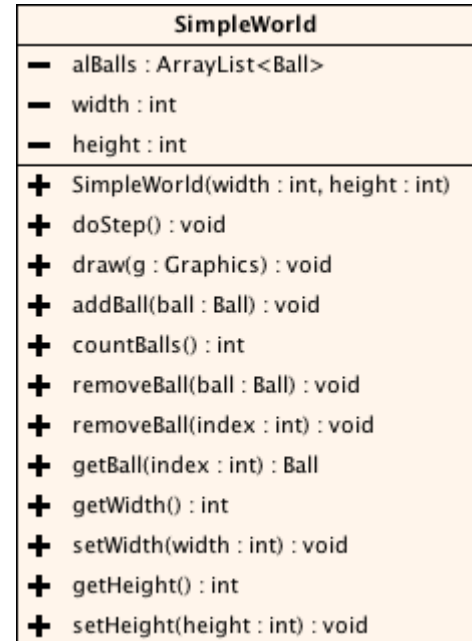 SimpleWorld
− alBalls : ArrayList<Ball>
− width : int
− height : int
+ SimpleWorld(width : int, height : int)
+ doStep() : void
+ draw(g : Graphics) : void
+ addBall(ball : Ball) : void
+ countBalls() : int
+ removeBall(ball : Ball) : void
+ removeBall(index : int) : void
+ getBall(index : int) : Ball
+ getWidth() : int
+ setWidth(width : int) : void
+ getHeight() : int
+ setHeight(height : int) : void